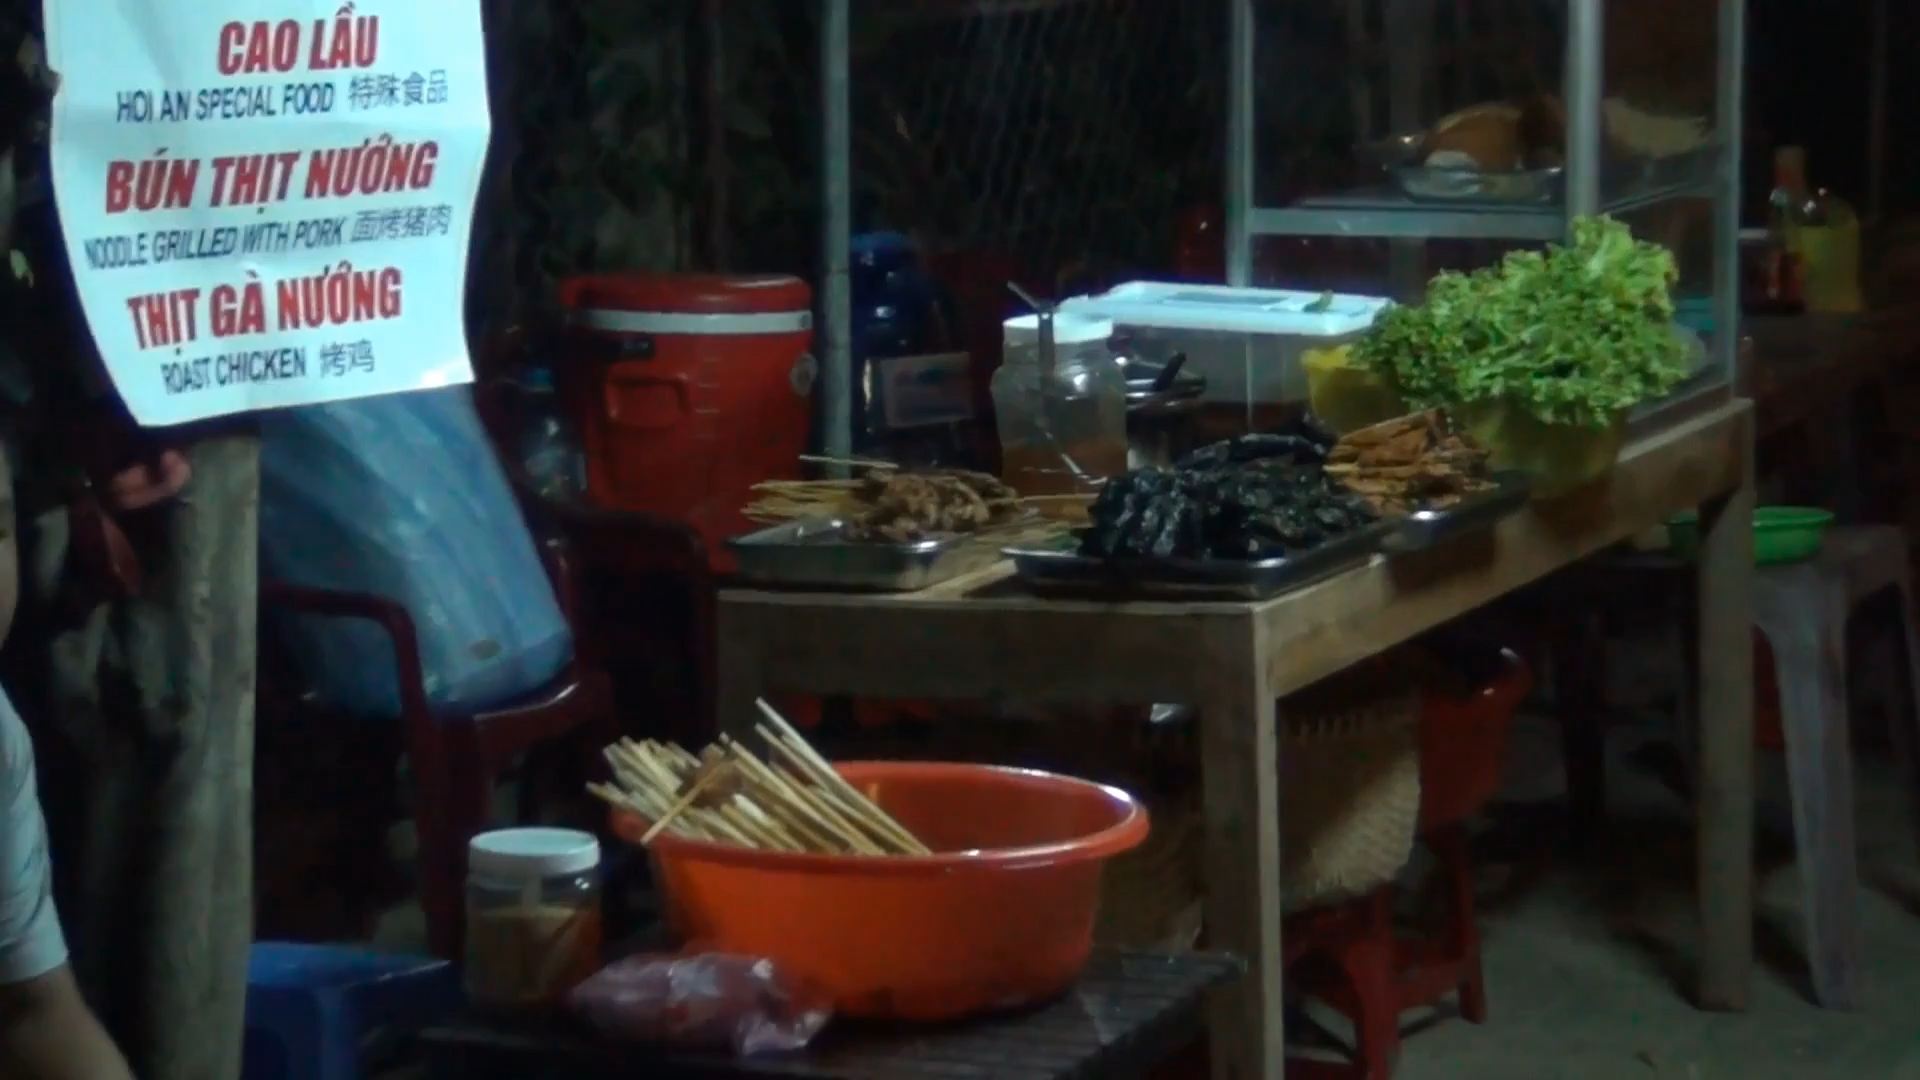 CAO LẦU
HOI AN SPECIAL FOOD 特殊食品
BÚN THỊT NƯỚNG
NOODLE GRILLED WITH PORK 面烤猪肉
THỊT GÀ NƯỚNG
ROAST CHICKEN 烤鸡